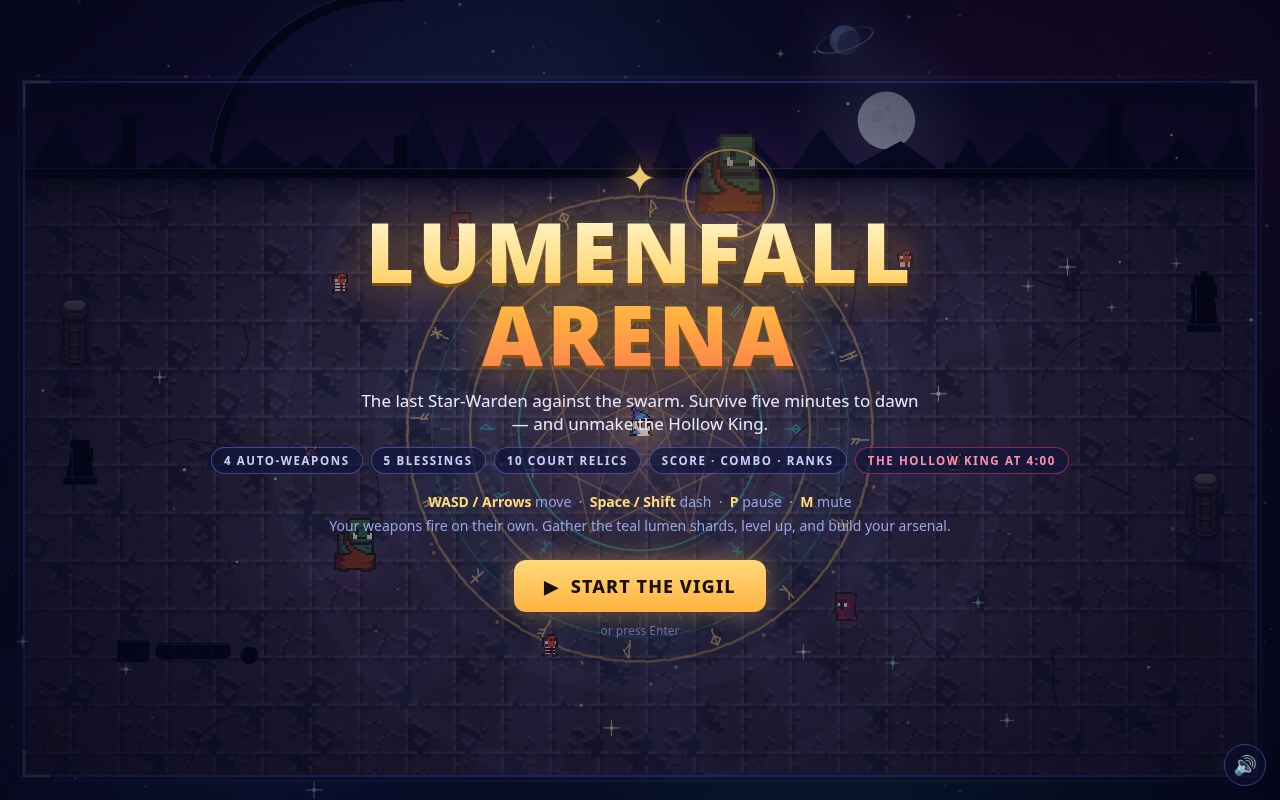 LUMENFALL
ARENA
The last Star-Warden against the swarm. Survive five minutes to dawn
— and unmake the Hollow King.
4 AUTO-WEAPONS 5 BLESSINGS 10 COURT RELICS SCORE · COMBO · RANKS THE HOLLOW KING AT 4:00
WASD / Arrows move · Space / Shift dash · P pause · M mute
Your weapons fire on their own. Gather the teal lumen shards, level up, and build your arsenal.
▶ START THE VIGIL
or press Enter